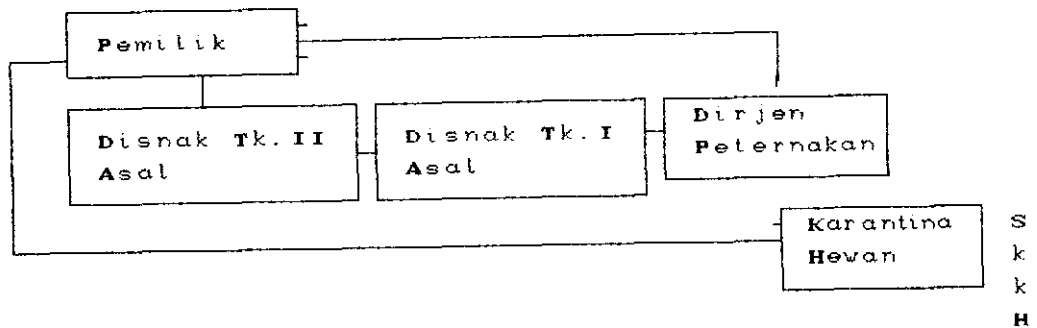 Pemilik
Disnak Tk.II
Asal
Disnak Tk.I
Asal
Dirjen
Peternakan
Karantina
Hewan
S
k
k
H